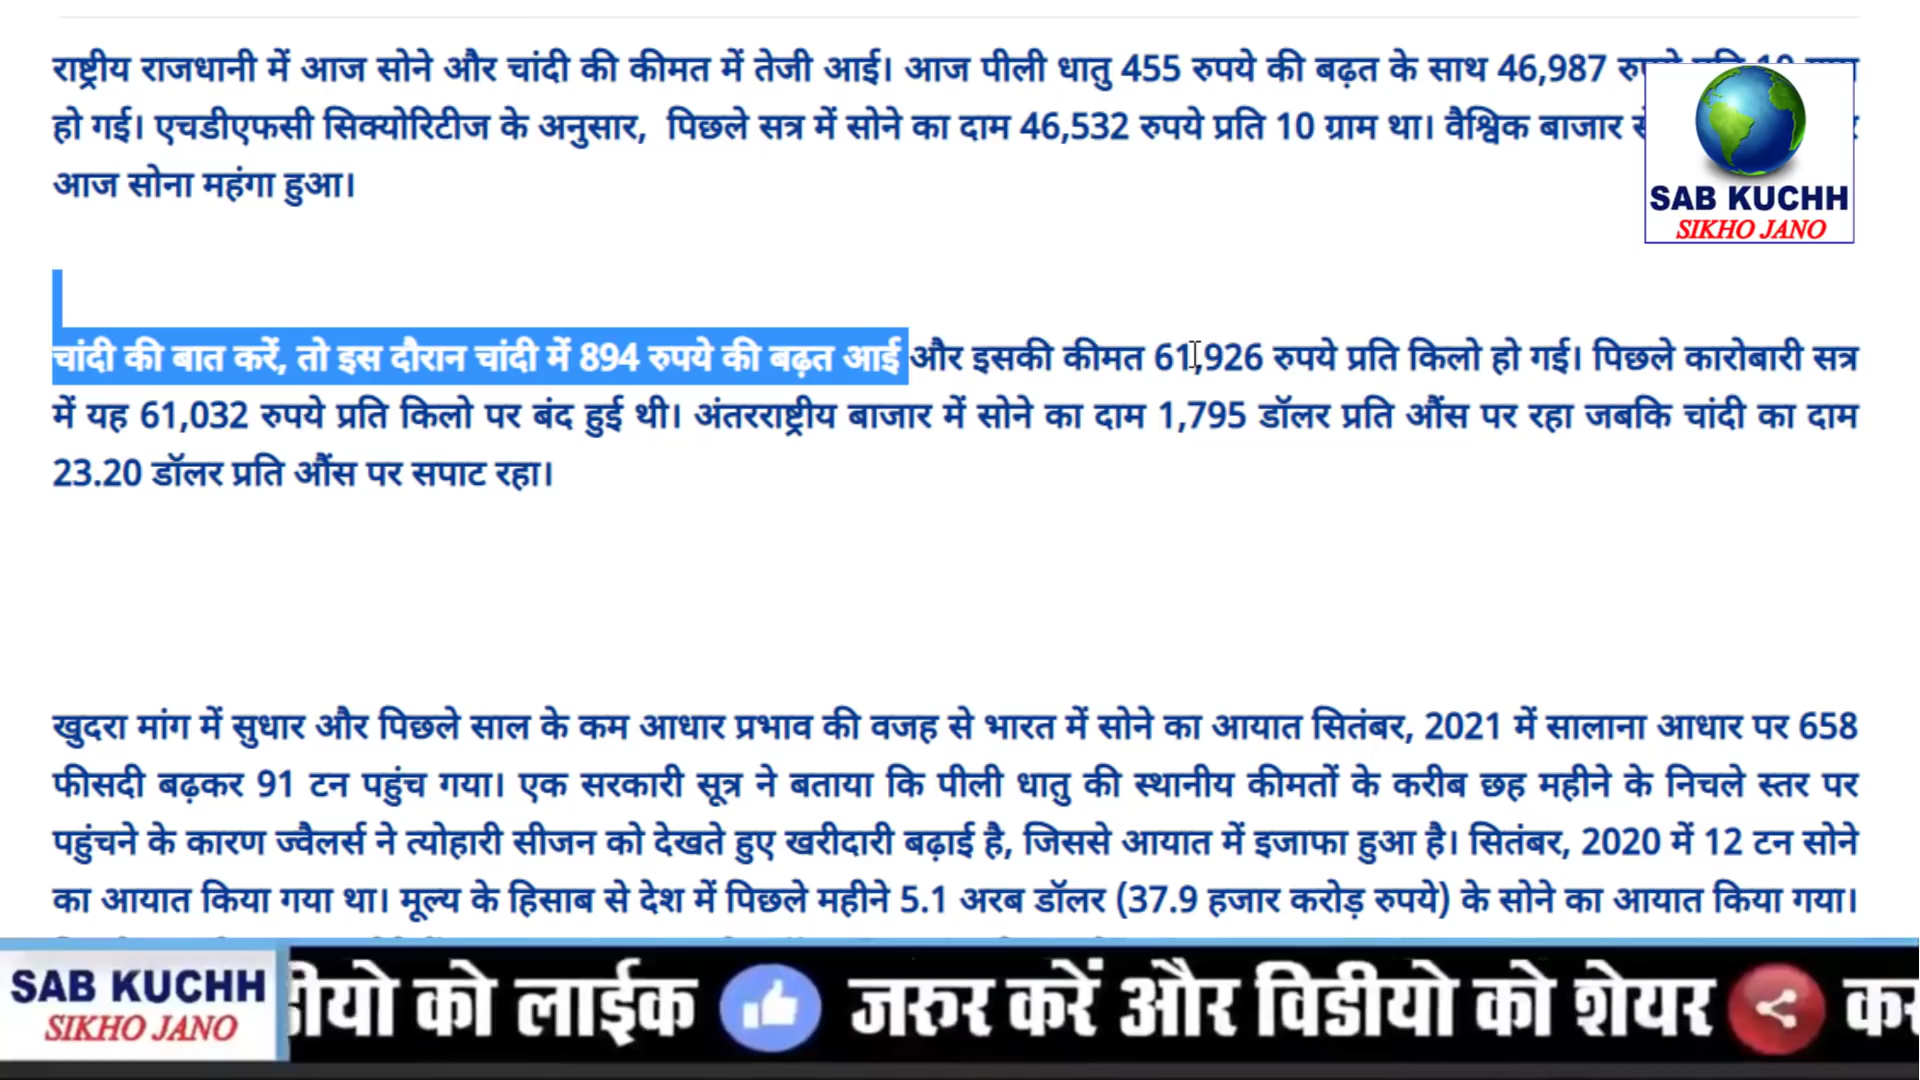 राष्ट्रीय राजधानी में आज सोने और चांदी की कीमत में तेजी आई। आज पीली धातु 455 रुपये की बढ़त के साथ 46,987
हो गई। एचडीएफसी सिक्योरिटीज के अनुसार, पिछले सत्र में सोने का दाम 46,532 रुपये प्रति 10 ग्राम था। वैश्विक बाजार
आज सोना महंगा हुआ।
SAB KUCHH
SIKHO JANO
चांदी की बात करें, तो इस दौरान चांदी में 894 रुपये की बढ़त आई और इसकी कीमत 61,926 रुपये प्रति किलो हो गई। पिछले कारोबारी सत्र
में यह 61,032 रुपये प्रति किलो पर बंद हुई थी। अंतरराष्ट्रीय बाजार में सोने का दाम 1,795 डॉलर प्रति औंस पर रहा जबकि चांदी का दाम
23.20 डॉलर प्रति औंस पर सपाट रहा।
खुदरा मांग में सुधार और पिछले साल के कम आधार प्रभाव की वजह से भारत में सोने का आयात सितंबर, 2021 में सालाना आधार पर 658
फीसदी बढ़कर 91 टन पहुंच गया। एक सरकारी सूत्र ने बताया कि पीली धातु की स्थानीय कीमतों के करीब छह महीने के निचले स्तर पर
पहुंचने के कारण ज्वैलर्स ने त्योहारी सीजन को देखते हुए खरीदारी बढ़ाई है, जिससे आयात में इजाफा हुआ है। सितंबर, 2020 में 12 टन सोने
का आयात किया गया था। मूल्य के हिसाब से देश में पिछले महीने 5.1 अरब डॉलर (37.9 हजार करोड़ रुपये) के सोने का आयात किया गया।
SAB KUCHH
SIKHO JANO
को लाईक जरुर करें और विडीयो को शेयर